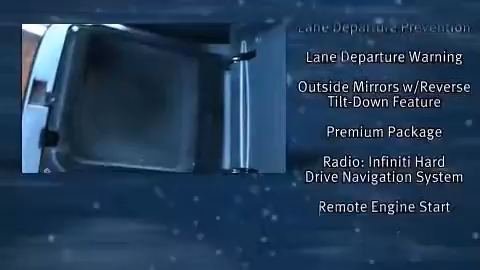 Lane Departure Prevention
Lane Departure Warning
Outside Mirrors w/Reverse
Tilt-Down Feature
Premium Package
Radio: Infiniti Hard
Drive Navigation System
Remote Engine Start